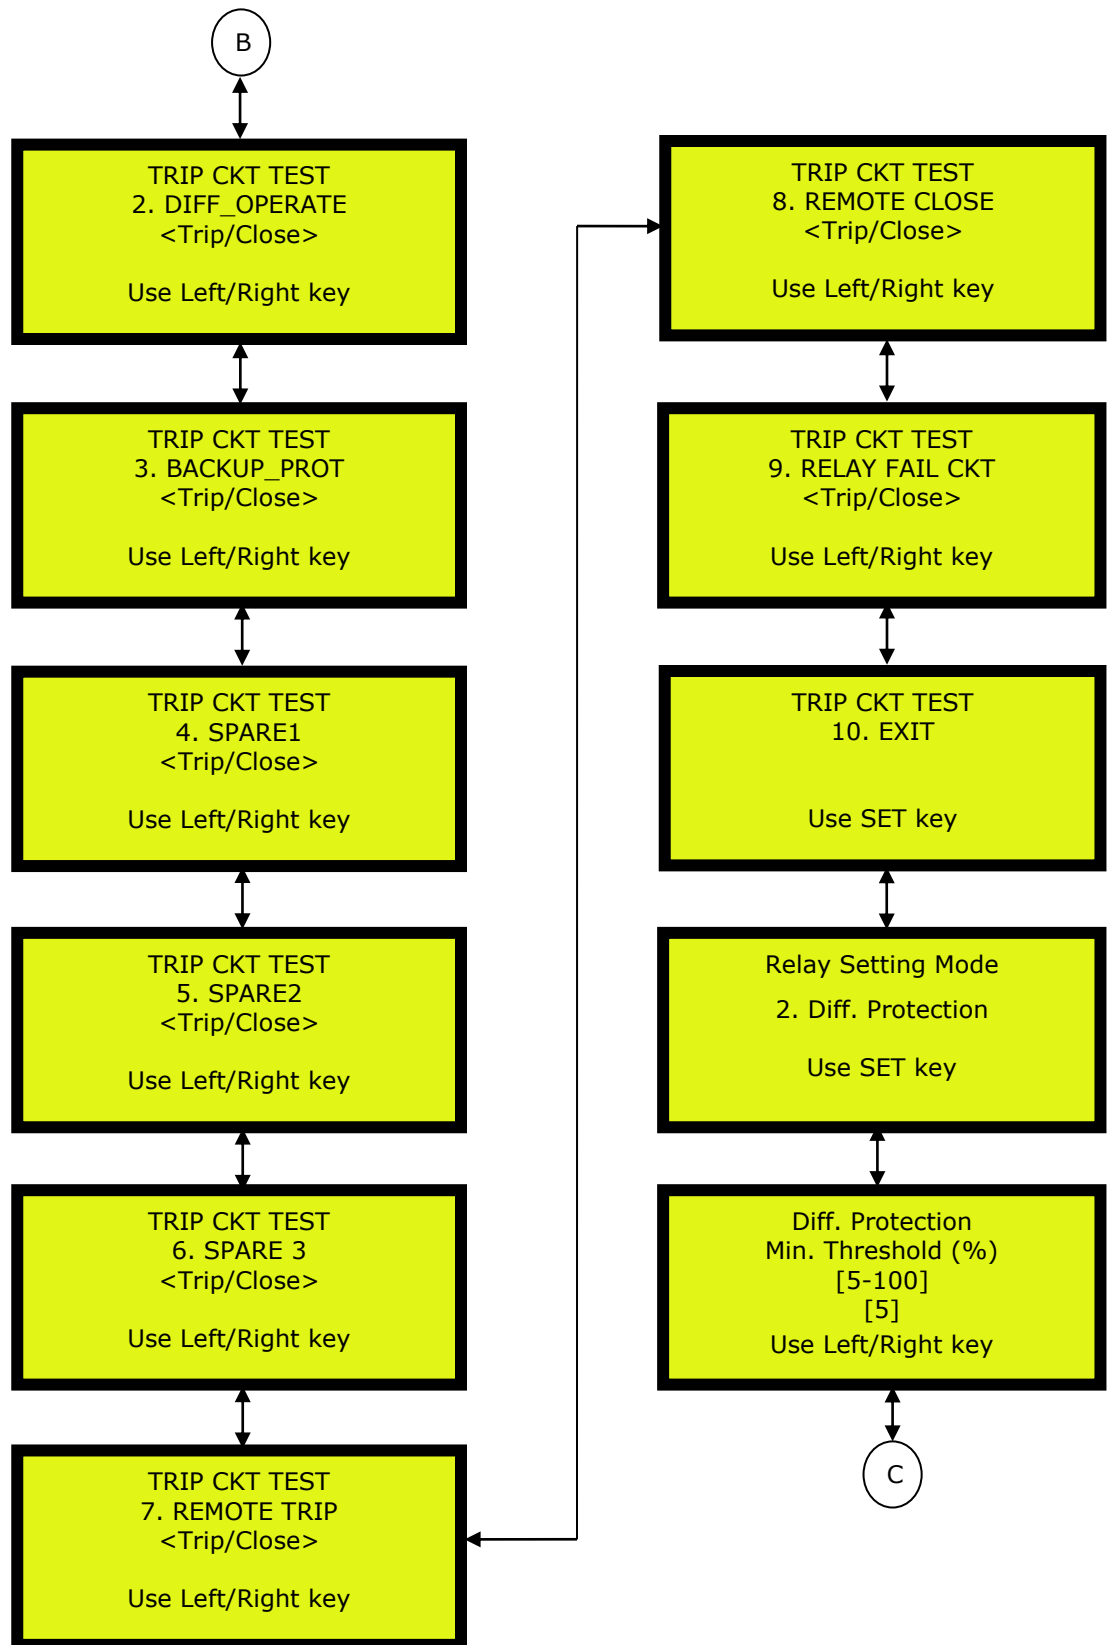 B
TRIP CKT TEST
2. DIFF_OPERATE
<Trip/Close>
Use Left/Right key
TRIP CKT TEST
3. BACKUP_PROT
<Trip/Close>
Use Left/Right key
TRIP CKT TEST
4. SPARE1
<Trip/Close>
Use Left/Right key
TRIP CKT TEST
5. SPARE2
<Trip/Close>
Use Left/Right key
TRIP CKT TEST
6. SPARE 3
<Trip/Close>
Use Left/Right key
TRIP CKT TEST
7. REMOTE TRIP
<Trip/Close>
Use Left/Right key
TRIP CKT TEST
8. REMOTE CLOSE
<Trip/Close>
Use Left/Right key
TRIP CKT TEST
9. RELAY FAIL CKT
<Trip/Close>
Use Left/Right key
TRIP CKT TEST
10. EXIT
Use SET key
Relay Setting Mode
2. Diff. Protection
Use SET key
Diff. Protection
Min. Threshold (%)
[5-100]
[5]
Use Left/Right key
C